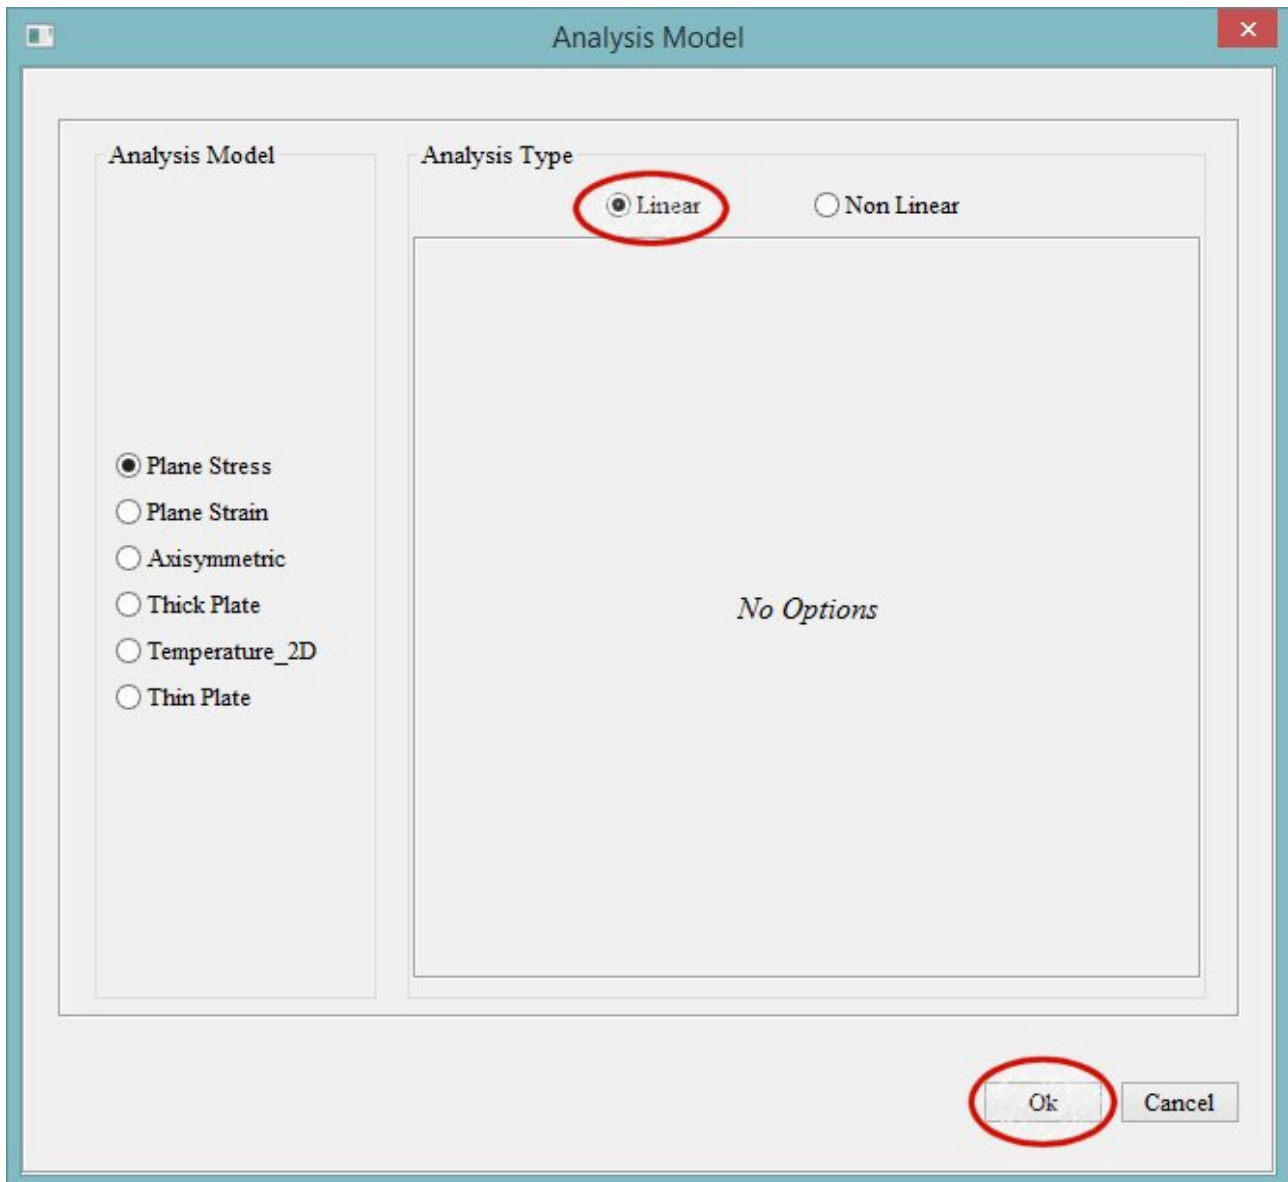 Analysis Model
Analysis Model
Analysis Type
Linear
Non Linear
Plane Stress
Plane Strain
Axisymmetric
Thick Plate
Temperature_2D
Thin Plate
No Options
Ok
Cancel